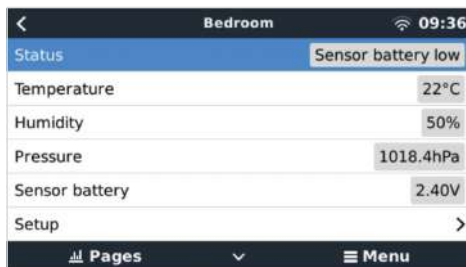 Bedroom 09:36
Status Sensor battery low
Temperature 22°C
Humidity 50%
Pressure 1018.4hPa
Sensor battery 2.40V
Setup
Pages Menu